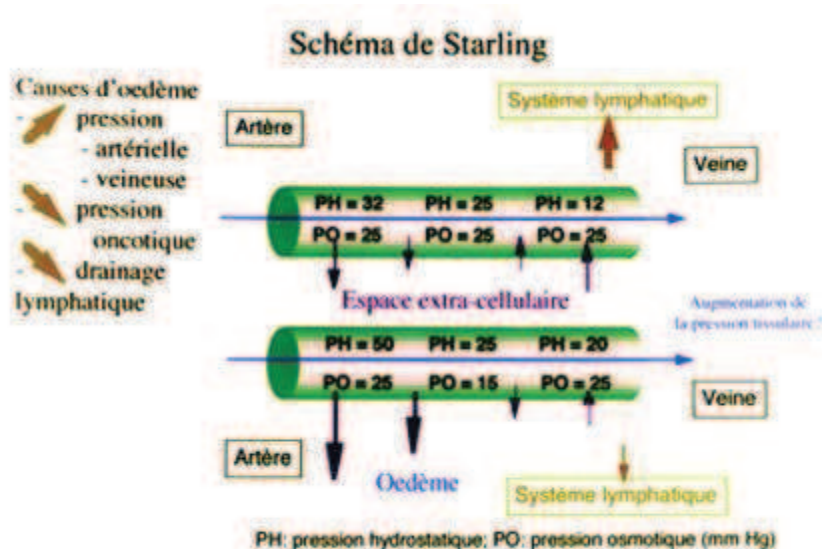 Schéma de Starling
Causes d'oedème
- pression
- artérielle
- veineuse
- pression
oncotique
- drainage
lymphatique
Artère
Système lymphatique
Veine
PH = 32 PH = 25 PH = 12
PO = 25 PO = 25 PO = 25
Espace extra-cellulaire
Augmentation de
la pression tissulaire
PH = 50 PH = 25 PH = 20
PO = 25 PO = 15 PO = 25
Veine
Artère
Oedème
Système lymphatique
PH: pression hydrostatique; PO: pression osmotique (mm Hg)